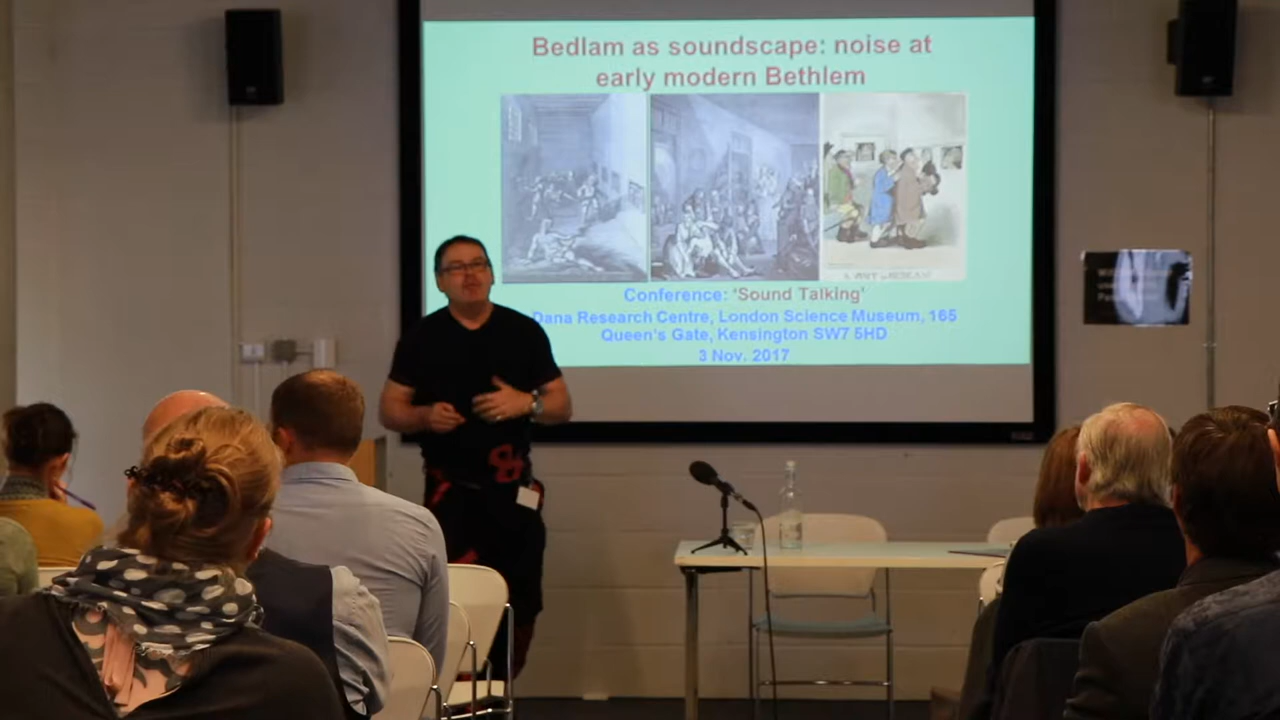 Bedlam as soundscape: noise at
early modern Bethlem
Conference: 'Sound Talking'
Dana Research Centre, London Science Museum, 165
Queen's Gate, Kensington SW7 5HD
3 Nov. 2017